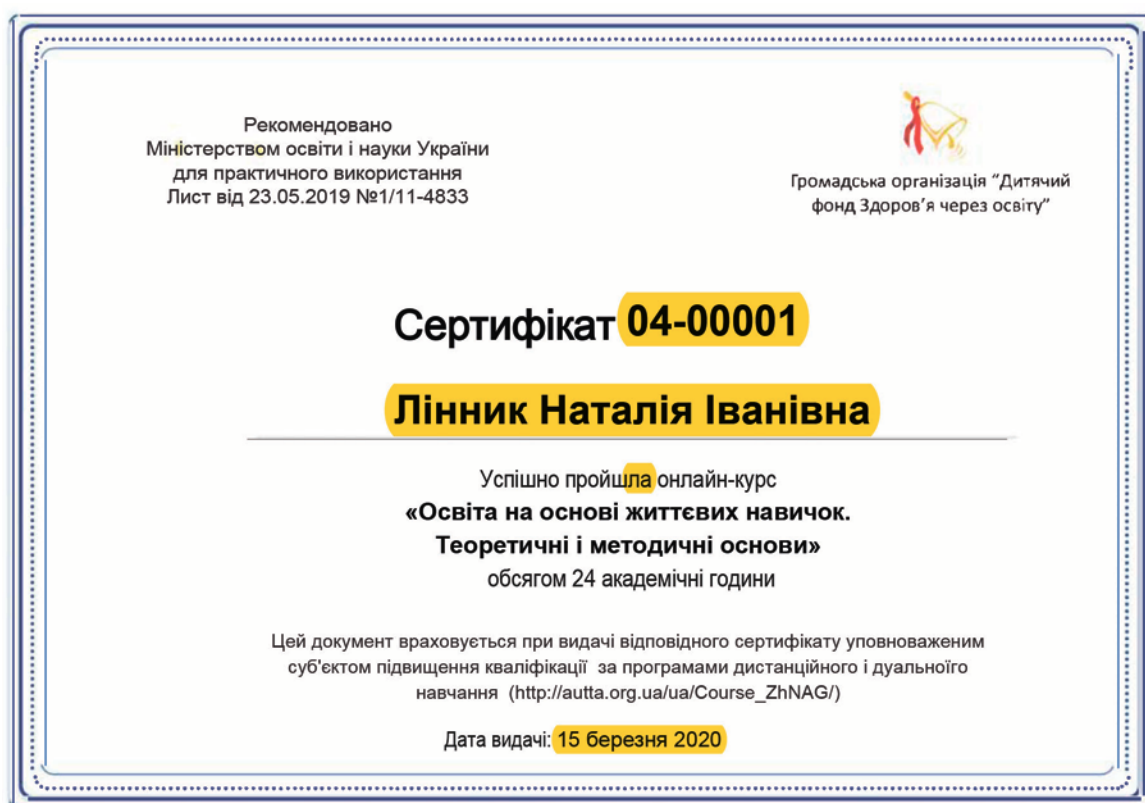 Рекомендовано
Міністерством освіти і науки України
для практичного використання
Лист від 23.05.2019 №1/11-4833
Громадська організація "Дитячий
фонд Здоров'я через освіту"
Сертифікат 04-00001
Лінник Наталія Іванівна
Успішно пройшла онлайн-курс
«Освіта на основі життєвих навичок.
Теоретичні і методичні основи»
обсягом 24 академічні години
Цей документ враховується при видачі відповідного сертифікату уповноваженим
суб'єктом підвищення кваліфікації за програмами дистанційного і дуальноїго
навчання (http://autta.org.ua/ua/Course_ZhNAG/)
Дата видачі: 15 березня 2020